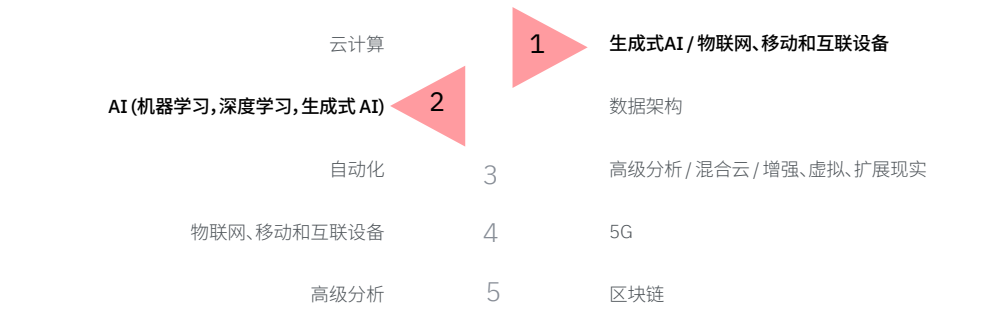 云计算 1 生成式AI / 物联网、移动和互联设备
AI (机器学习，深度学习，生成式 AI) 2 数据架构
自动化 3 高级分析 / 混合云 / 增强、虚拟、扩展现实
物联网、移动和互联设备 4 5G
高级分析 5 区块链